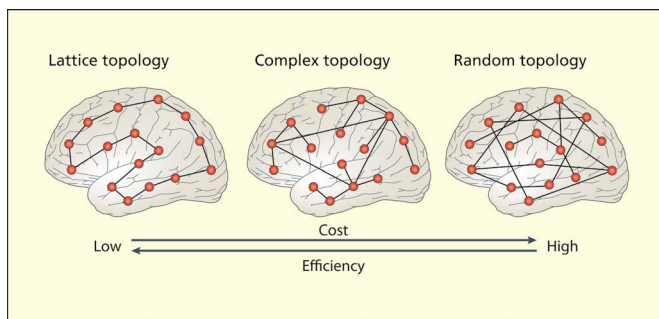 Lattice topology
Complex topology
Random topology
Cost
Low
High
Efficiency